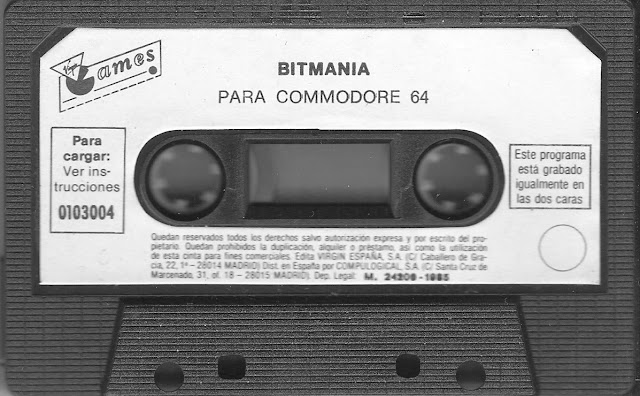 Virgin Games
BITMANIA
PARA COMMODORE 64
Para
cargar:
Ver ins-
trucciones
0103004
Este programa
está grabado
igualmente en
las dos caras
Quedan reservados todos los derechos salvo autorización expresa y por escrito del pro-
pietario. Quedan prohibidos la duplicación, alquiler o préstamo, así como la utilización
de esta cinta para fines comerciales. Edita VIRGIN ESPAÑA, S.A. (C/ Caballero de Gra-
cia, 22, 1º – 28014 MADRID) Dist. en España por COMPULOGICAL, S.A. (C/ Santa Cruz de
Marcenado, 31, of. 18 – 28015 MADRID). Dep. Legal: M. 24209-1985